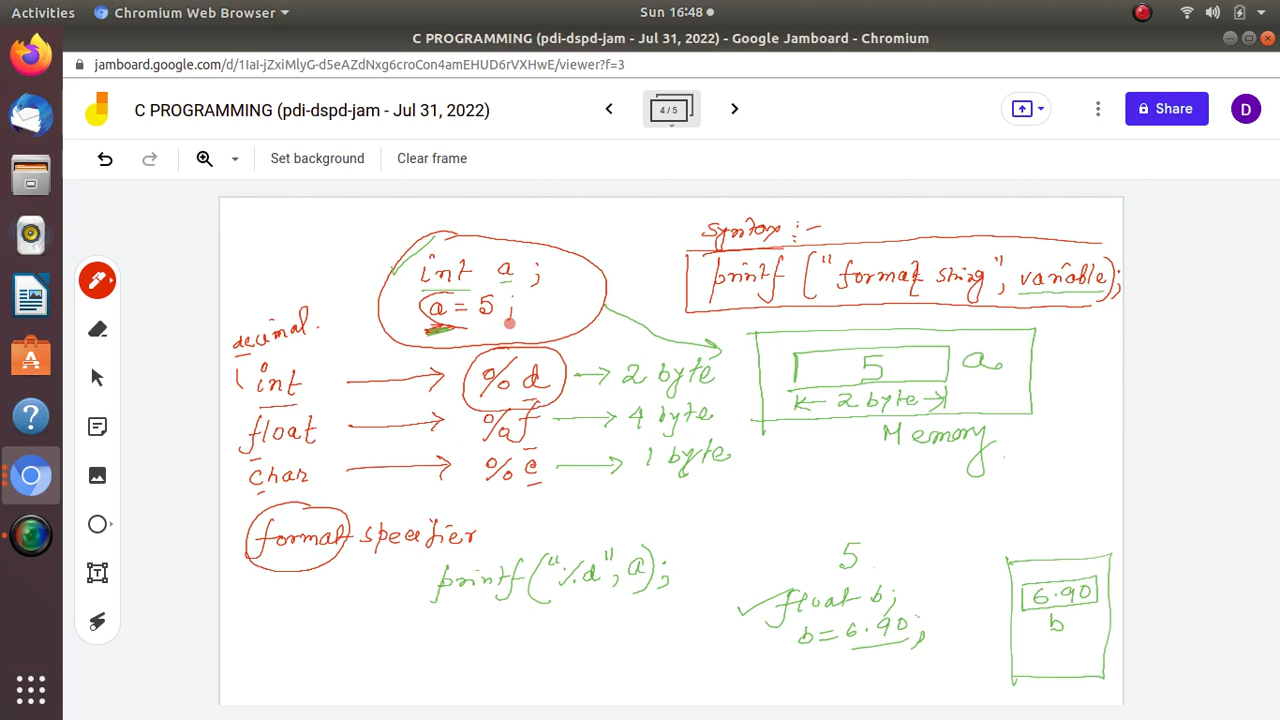 Activities
Chromium Web Browser
Sun 16:48
C PROGRAMMING (pdi-dspd-jam - Jul 31, 2022) - Google Jamboard - Chromium
jamboard.google.com/d/1IaI-jZxiMlyG-d5eAZdNxg6croCon4amEHUD6rVXHwE/viewer?f=3
C PROGRAMMING (pdi-dspd-jam - Jul 31, 2022)
4/5
Share
D
Set background
Clear frame
syntax :-
printf ("format string", variable);
int a ;
a = 5 ;
decimal.
int → %d → 2 byte
float → %f → 4 byte
char → %c → 1 byte
5 a
2 byte
Memory
format specifier
printf("%d", a);
5
float b;
b = 6.90;
6.90
b